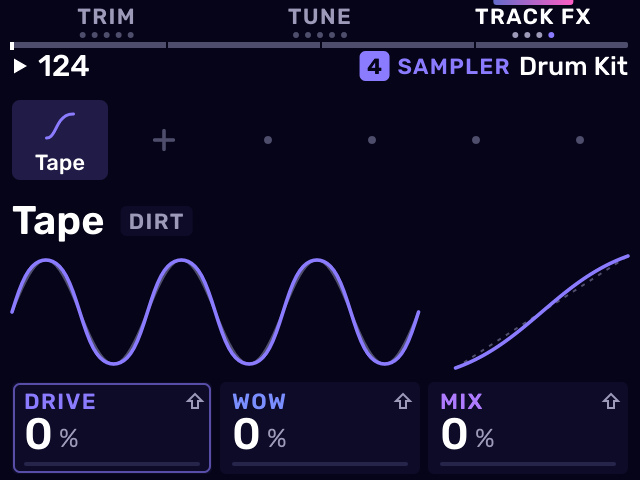 TRIM TUNE TRACK FX
124 4 SAMPLER Drum Kit
Tape
Tape DIRT
DRIVE WOW MIX
0 % 0 % 0 %